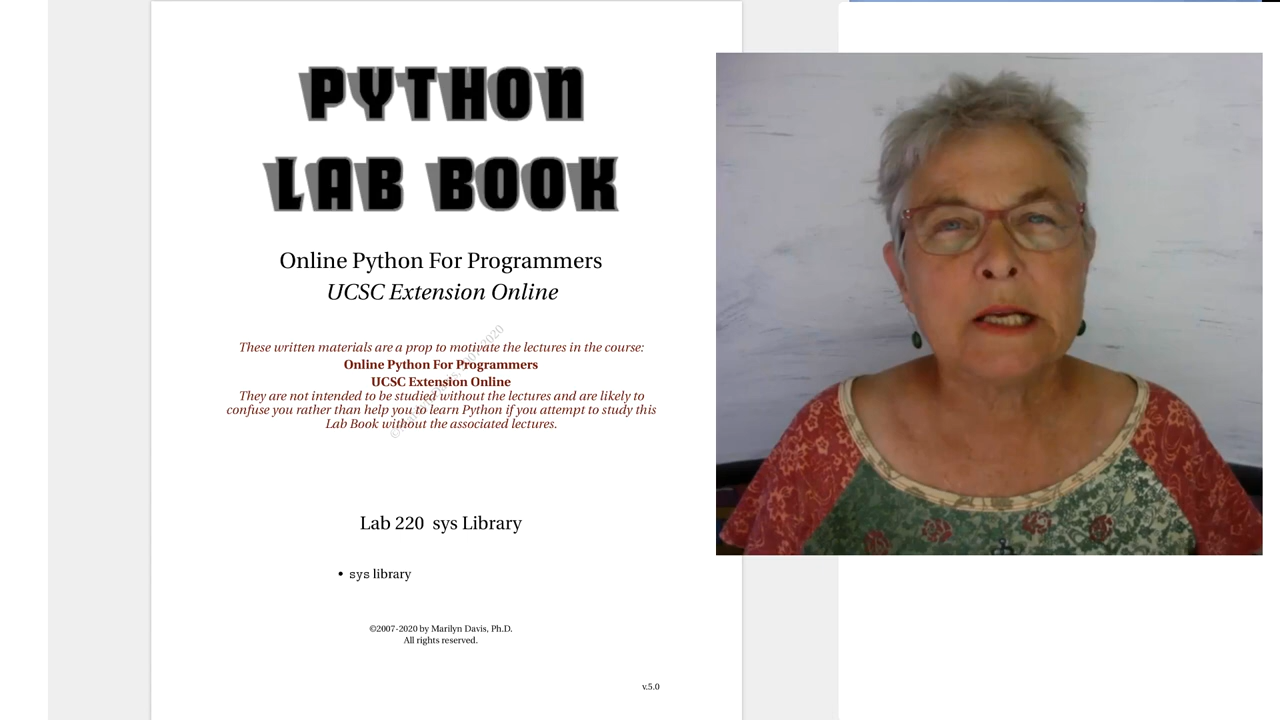 PYTHON
LAB BOOK
Online Python For Programmers
UCSC Extension Online
These written materials are a prop to motivate the lectures in the course:
Online Python For Programmers
UCSC Extension Online
They are not intended to be studied without the lectures and are likely to
confuse you rather than help you to learn Python if you attempt to study this
Lab Book without the associated lectures.
Lab 220 sys Library
• sys library
©2007-2020 by Marilyn Davis, Ph.D.
All rights reserved.
v.5.0